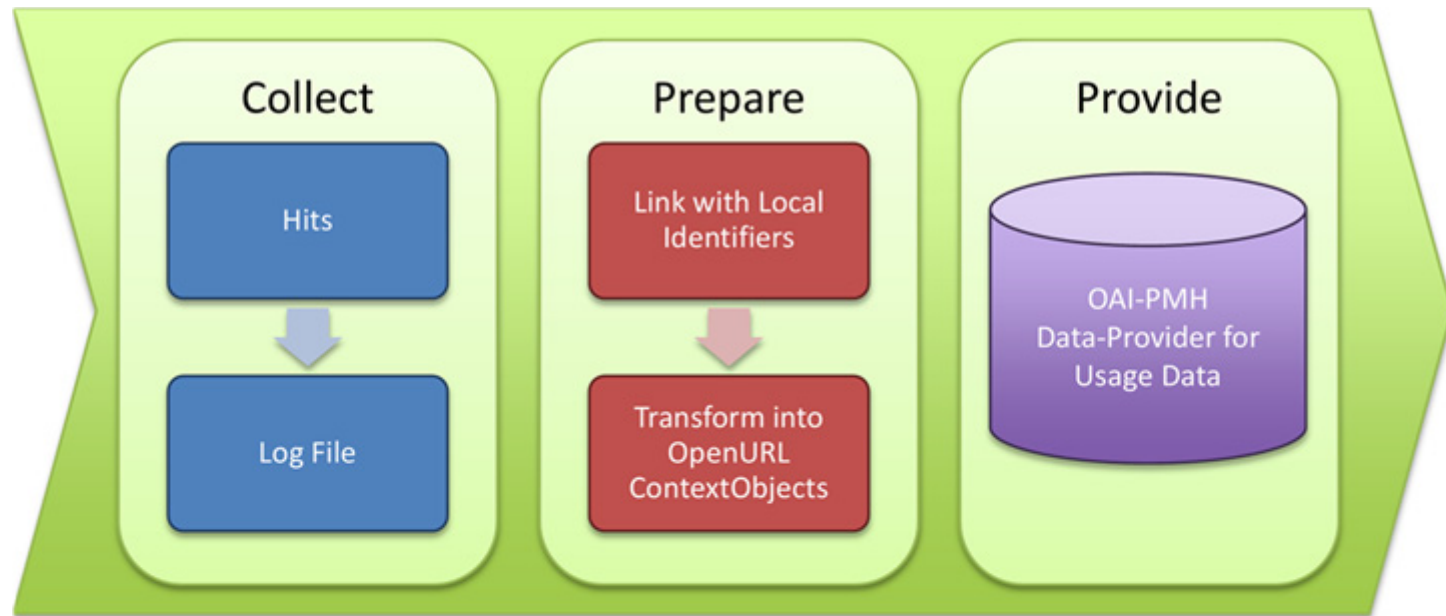 Collect
Hits
Log File
Prepare
Link with Local
Identifiers
Transform into
OpenURL
ContextObjects
Provide
OAI-PMH
Data-Provider for
Usage Data